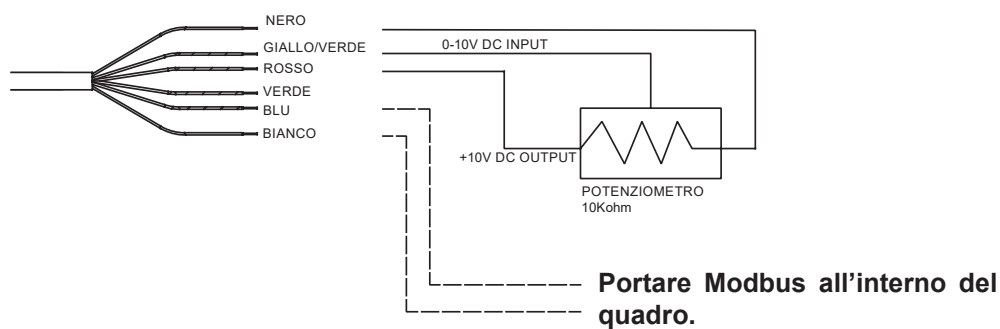 NERO
GIALLO/VERDE
0-10V DC INPUT
ROSSO
VERDE
BLU
BIANCO
+10V DC OUTPUT
POTENZIOMETRO
10Kohm
Portare Modbus all’interno del
quadro.